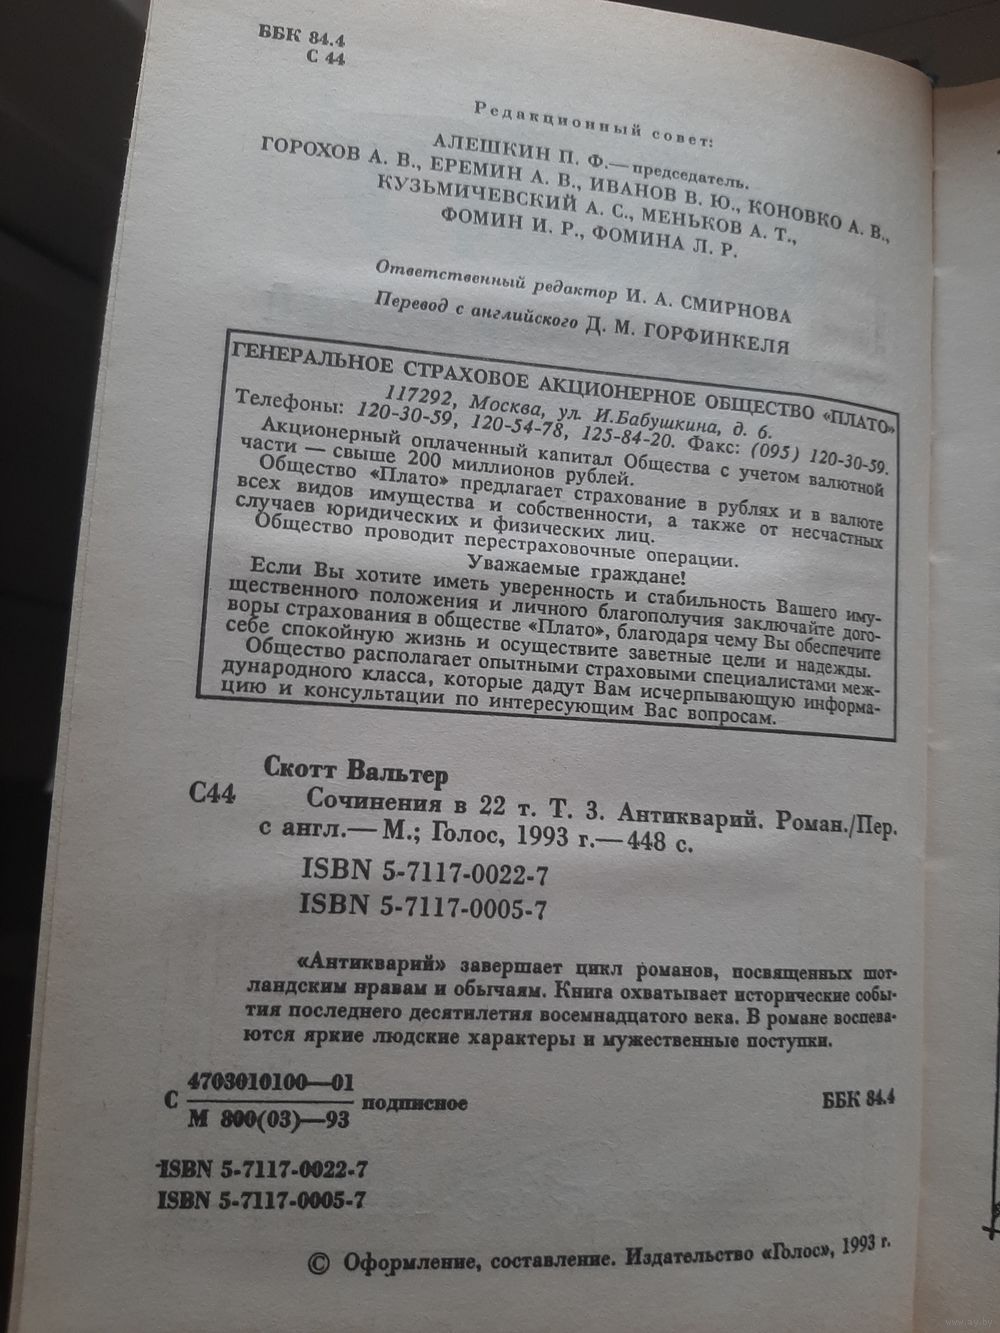 ББК 84.4
С 44
Редакционный совет:
АЛЕШКИН П. Ф.—председатель.
ГОРОХОВ А. В., ЕРЕМИН А. В., ИВАНОВ В. Ю., КОНОВКО А. В.,
КУЗЬМИЧЕВСКИЙ А. С., МЕНЬКОВ А. Т.,
ФОМИН И. Р., ФОМИНА Л. Р.
Ответственный редактор И. А. СМИРНОВА
Перевод с английского Д. М. ГОРФИНКЕЛЯ
ГЕНЕРАЛЬНОЕ СТРАХОВОЕ АКЦИОНЕРНОЕ ОБЩЕСТВО «ПЛАТО»
117292, Москва, ул. И.Бабушкина, д. 6.
Телефоны: 120-30-59, 120-54-78, 125-84-20. Факс: (095) 120-30-59.
Акционерный оплаченный капитал Общества с учетом валютной
части — свыше 200 миллионов рублей.
Общество «Плато» предлагает страхование в рублях и в валюте
всех видов имущества и собственности, а также от несчастных
случаев юридических и физических лиц.
Общество проводит перестраховочные операции.
Уважаемые граждане!
Если Вы хотите иметь уверенность и стабильность Вашего иму-
щественного положения и личного благополучия заключайте дого-
воры страхования в обществе «Плато», благодаря чему Вы обеспечите
себе спокойную жизнь и осуществите заветные цели и надежды.
Общество располагает опытными страховыми специалистами меж-
дународного класса, которые дадут Вам исчерпывающую информа-
цию и консультации по интересующим Вас вопросам.
Скотт Вальтер
С44 Сочинения в 22 т. Т. 3. Антикварий. Роман./Пер.
с англ.— М.; Голос, 1993 г.—448 с.
ISBN 5-7117-0022-7
ISBN 5-7117-0005-7
«Антикварий» завершает цикл романов, посвященных шот-
ландским нравам и обычаям. Книга охватывает исторические собы-
тия последнего десятилетия восемнадцатого века. В романе воспева-
ются яркие людские характеры и мужественные поступки.
4703010100—01
С подписное ББК 84.4
М 800(03)—93
ISBN 5-7117-0022-7
ISBN 5-7117-0005-7
© Оформление, составление. Издательство «Голос», 1993 г.
www.ay.by